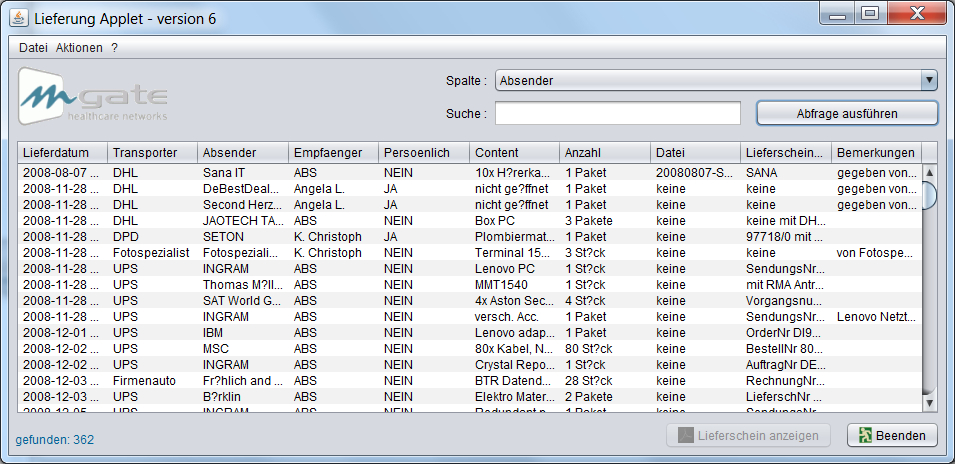 Lieferung Applet - version 6
Datei Aktionen ?
m gate
healthcare networks
Spalte : Absender
Suche :
Abfrage ausführen
Lieferdatum Transporter Absender Empfaenger Persoenlich Content Anzahl Datei Lieferschein... Bemerkungen
2008-08-07 ... DHL Sana IT ABS NEIN 10x H?rerka... 1 Paket 20080807-S... SANA gegeben von...
2008-11-28 ... DHL DeBestDeal... Angela L. JA nicht ge?ffnet 1 Paket keine keine gegeben von...
2008-11-28 ... DHL Second Herz... Angela L. JA nicht ge?ffnet 1 Paket keine keine gegeben von...
2008-11-28 ... DHL JAOTECH TA... ABS NEIN Box PC 3 Pakete keine keine mit DH...
2008-11-28 ... DPD SETON K. Christoph JA Plombiermat... 1 Paket keine 97718/0 mit ...
2008-11-28 ... Fotospezialist Fotospeziali... K. Christoph NEIN Terminal 15... 3 St?ck keine keine von Fotospe...
2008-11-28 ... UPS INGRAM ABS NEIN Lenovo PC 1 St?ck keine SendungsNr...
2008-11-28 ... UPS Thomas M?ll... ABS NEIN MMT1540 1 St?ck keine mit RMA Antr...
2008-11-28 ... UPS SAT World G... ABS NEIN 4x Aston Sec... 4 St?ck keine Vorgangsnu...
2008-11-28 ... UPS INGRAM ABS NEIN versch. Acc. 1 Paket keine SendungsNr... Lenovo Netzt...
2008-12-01 ... UPS IBM ABS NEIN Lenovo adap... 1 Paket keine OrderNr DI9...
2008-12-02 ... UPS MSC ABS NEIN 80x Kabel, N... 80 St?ck keine BestellNr 80...
2008-12-02 ... UPS INGRAM ABS NEIN Crystal Repo... 1 St?ck keine AuftragNr DE...
2008-12-03 ... Firmenauto Fr?hlich and ... ABS NEIN BTR Datend... 28 St?ck keine RechnungNr...
2008-12-03 ... UPS B?rklin ABS NEIN Elektro Mater... 2 Pakete keine LieferschNr ...
2008-12-05 ... UPS INGRAM ABS NEIN Redundant p... 1 Paket keine SendungsNr...
gefunden: 362
Lieferschein anzeigen
Beenden